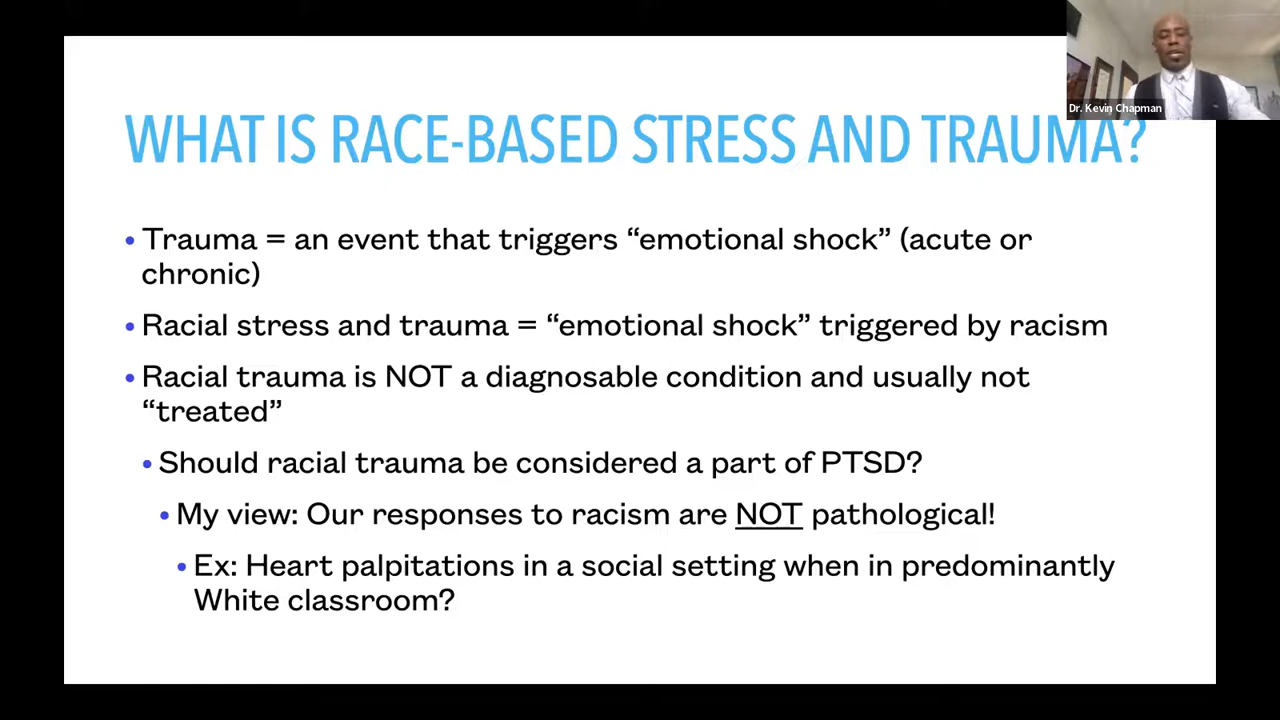 Dr. Kevin Chapman
WHAT IS RACE-BASED STRESS AND TRAUMA?
• Trauma = an event that triggers “emotional shock” (acute or
chronic)
• Racial stress and trauma = “emotional shock” triggered by racism
• Racial trauma is NOT a diagnosable condition and usually not
“treated”
• Should racial trauma be considered a part of PTSD?
• My view: Our responses to racism are NOT pathological!
• Ex: Heart palpitations in a social setting when in predominantly
White classroom?